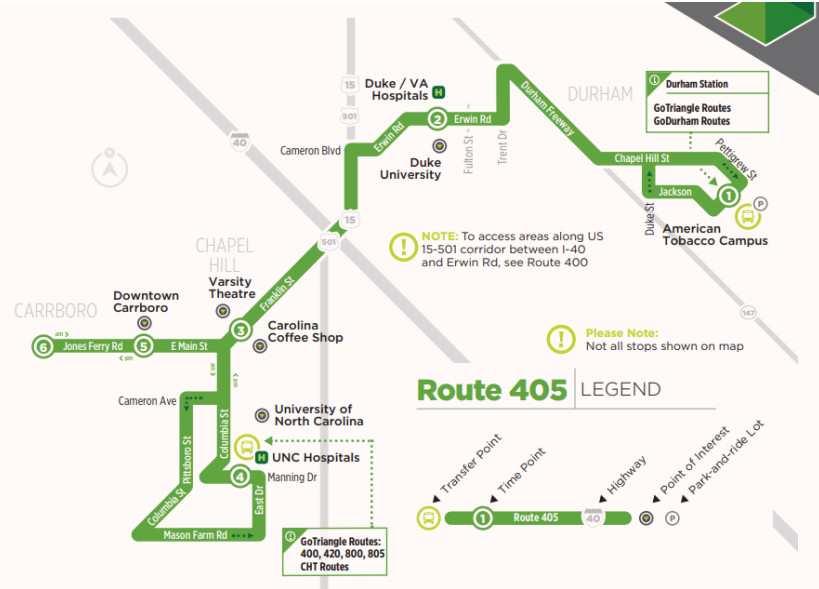 15
501
40
Duke / VA
Hospitals
H
2
Erwin Rd
Erwin Rd
Cameron Blvd
Duke
University
Fulton St
Trent Dr
Durham Freeway
DURHAM
Durham Station
GoTriangle Routes
GoDurham Routes
Chapel Hill St
Pettigrew St
Jackson
Duke St
1
P
American
Tobacco Campus
N
15
501
NOTE: To access areas along US
15-501 corridor between I-40
and Erwin Rd, see Route 400
147
CHAPEL
HILL
Varsity
Theatre
Franklin St
3
Carolina
Coffee Shop
CARRBORO
Downtown
Carrboro
am >
6
Jones Ferry Rd
5
E Main St
< pm
am >
pm >
Please Note:
Not all stops shown on map
Cameron Ave
Pittsboro St
Columbia St
University of
North Carolina
H
UNC Hospitals
4
Manning Dr
East Dr
Columbia St
Mason Farm Rd
GoTriangle Routes:
400, 420, 800, 805
CHT Routes
Route 405 LEGEND
Transfer Point
Time Point
Highway
Point of Interest
Park-and-ride Lot
1
Route 405
40
P